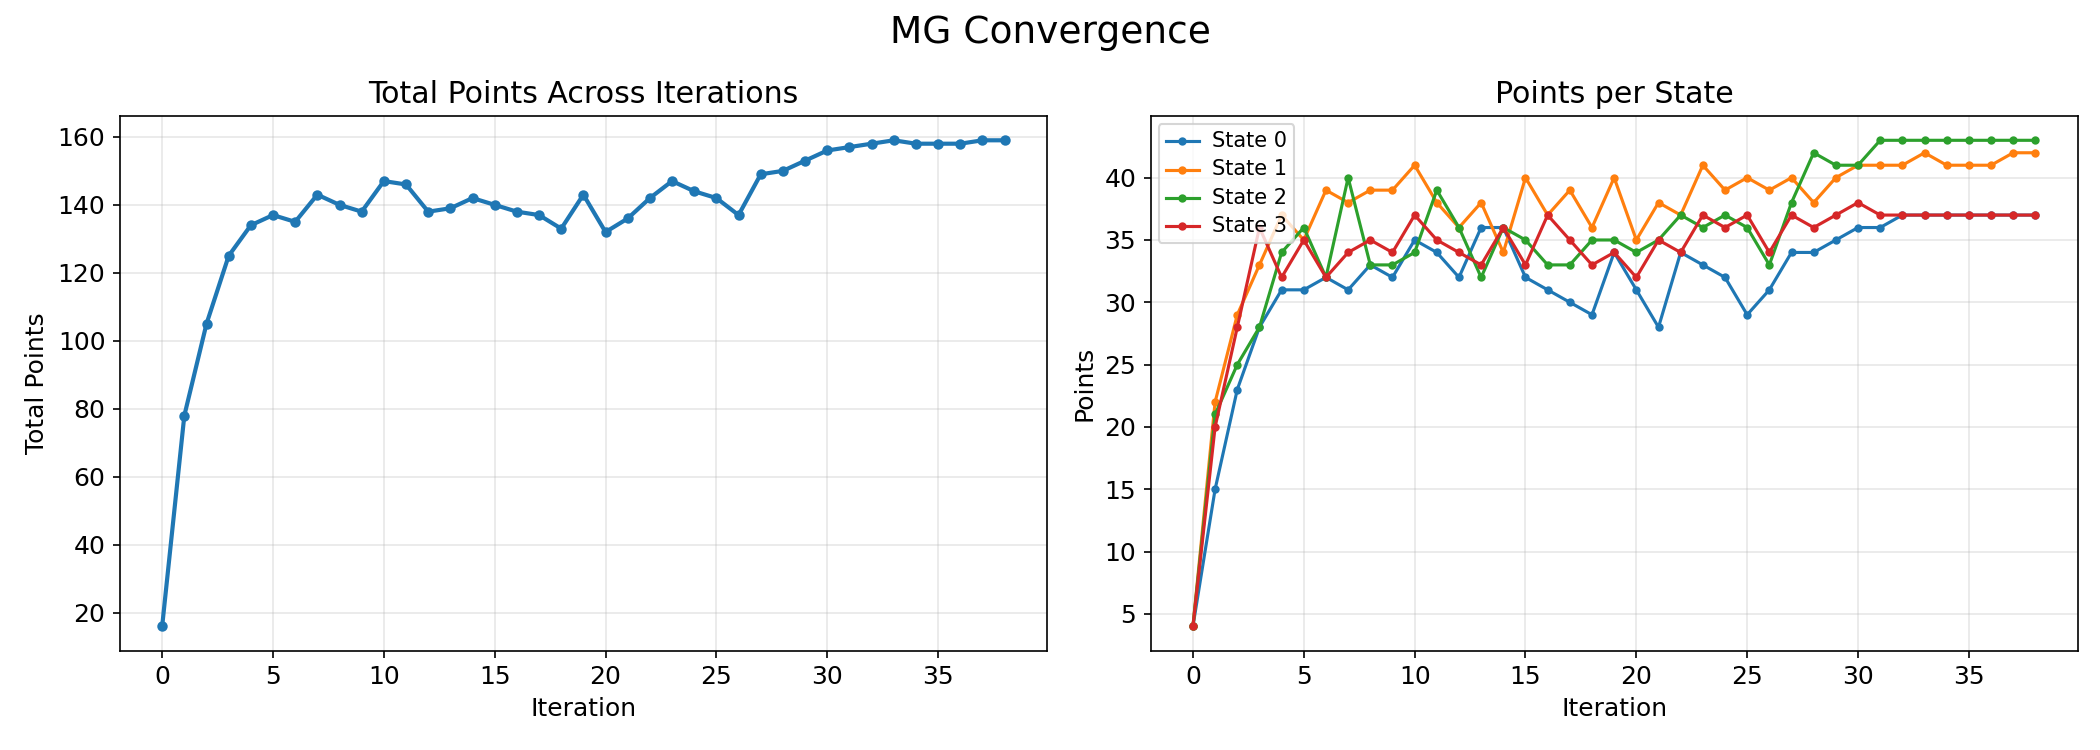 MG Convergence
Total Points Across Iterations
Total Points
160
140
120
100
80
60
40
20
0 5 10 15 20 25 30 35
Iteration
Points per State
State 0
State 1
State 2
State 3
Points
40
35
30
25
20
15
10
5
0 5 10 15 20 25 30 35
Iteration